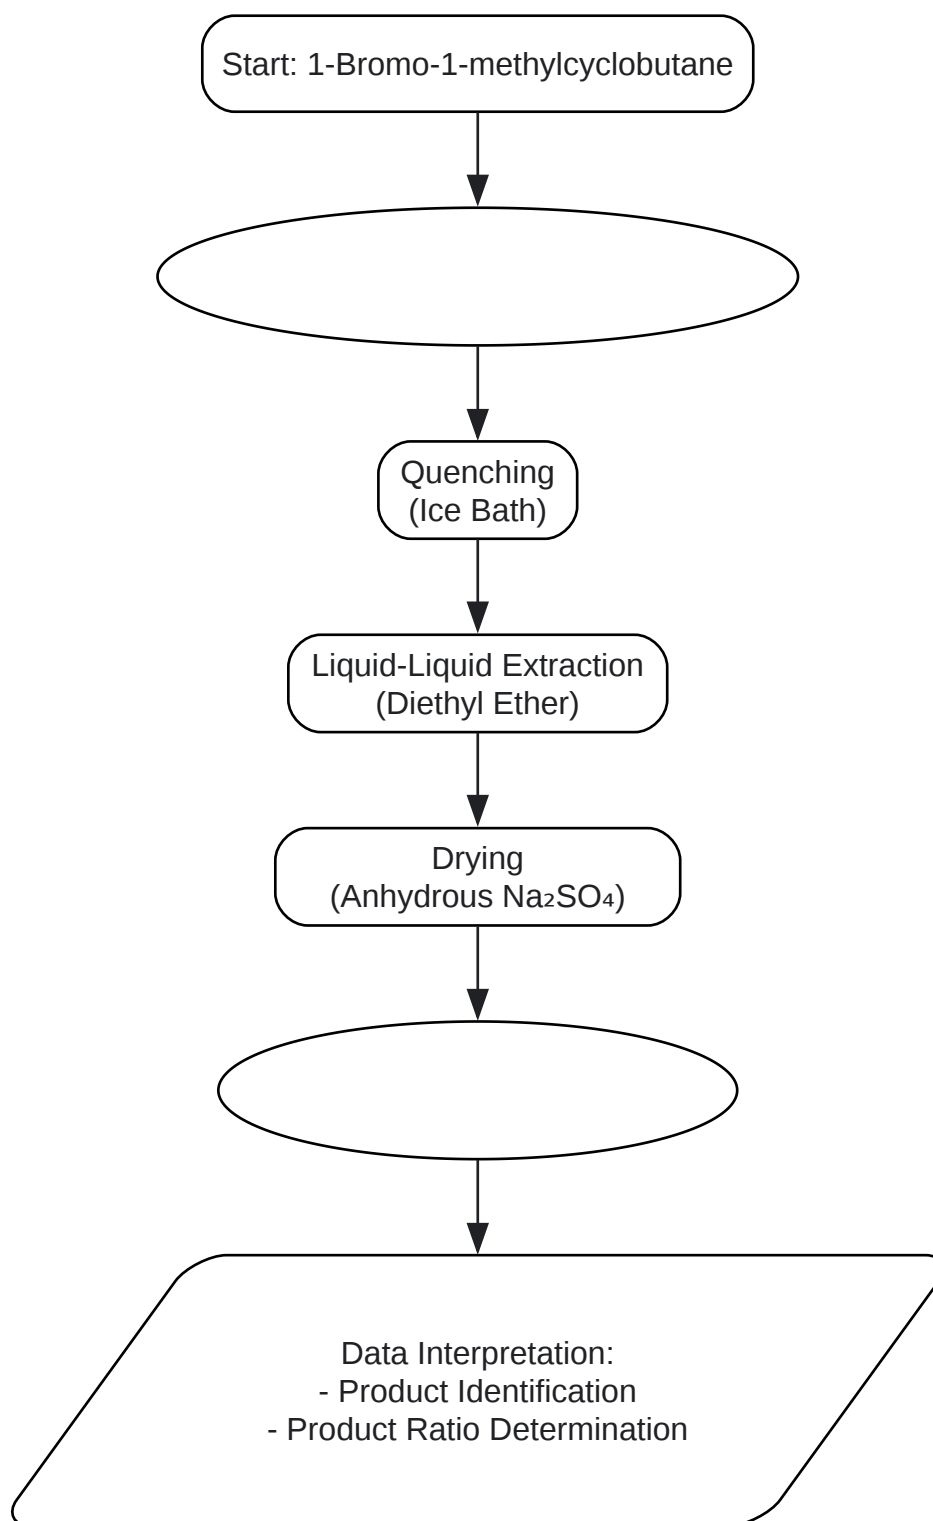 Start: 1-Bromo-1-methylcyclobutane
Quenching
(Ice Bath)
Liquid-Liquid Extraction
(Diethyl Ether)
Drying
(Anhydrous Na₂SO₄)
Data Interpretation:
- Product Identification
- Product Ratio Determination